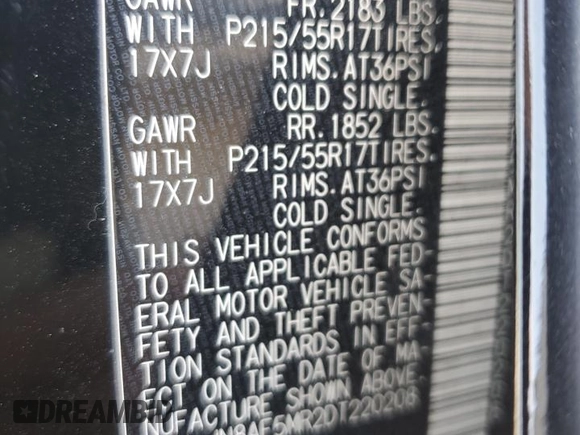 GAWR FR. 2183 LBS.
WITH P215/55R17TIRES.
17X7J RIMS. AT36PSI
COLD SINGLE.
GAWR RR. 1852 LBS.
WITH P215/55R17TIRES.
17X7J RIMS. AT36PSI
COLD SINGLE.
THIS VEHICLE CONFORMS
TO ALL APPLICABLE FED-
ERAL MOTOR VEHICLE SA-
FETY AND THEFT PREVEN-
TION STANDARDS IN EFF-
ECT ON THE DATE OF MA-
NUFACTURE SHOWN ABOVE.
N8AF5MR2DT220208
DREAMBID